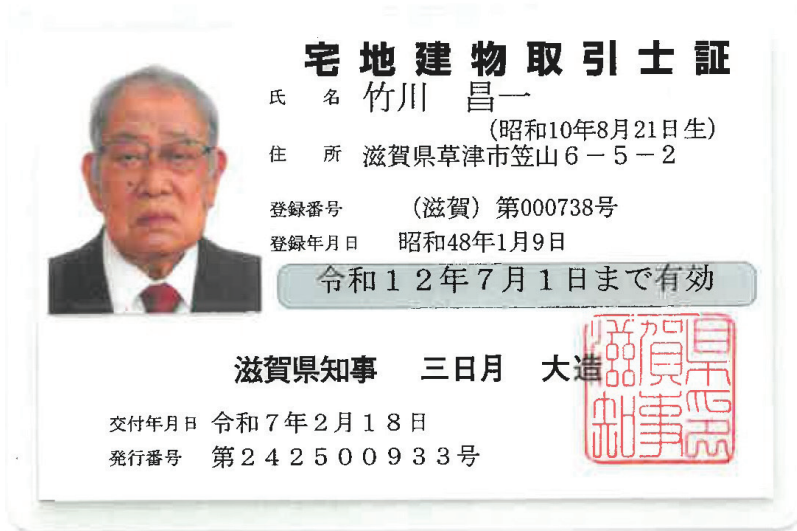 宅地建物取引士証
氏 名 竹川 昌一
(昭和10年8月21日生)
住 所 滋賀県草津市笠山6-5-2
登録番号 (滋賀)第000738号
登録年月日 昭和48年1月9日
令和12年7月1日まで有効
滋賀県知事 三日月 大造
交付年月日 令和7年2月18日
発行番号 第242500933号
滋賀県知事印